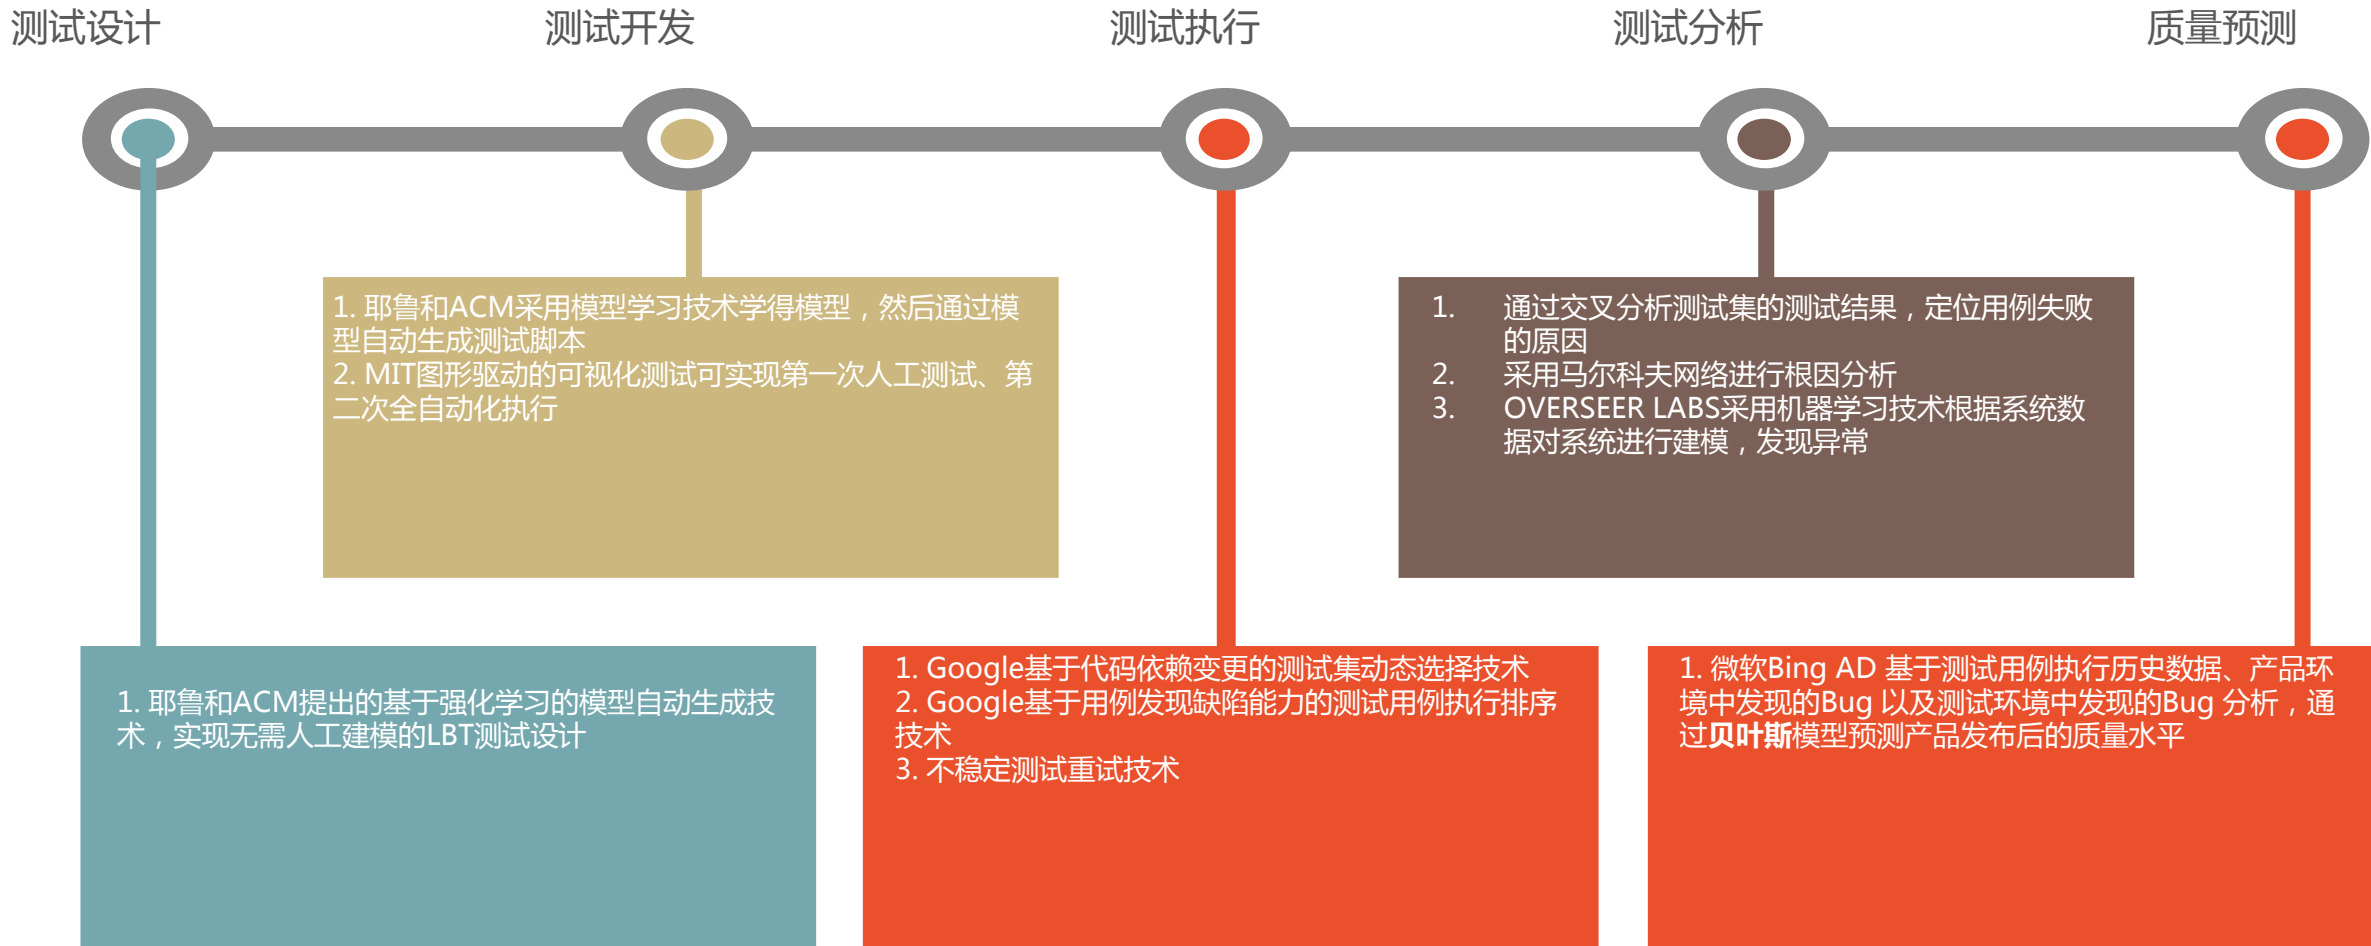 测试设计
测试开发
测试执行
测试分析
质量预测
1. 耶鲁和ACM采用模型学习技术学得模型，然后通过模
型自动生成测试脚本
2. MIT图形驱动的可视化测试可实现第一次人工测试、第
二次全自动化执行
1. 通过交叉分析测试集的测试结果，定位用例失败
的原因
2. 采用马尔科夫网络进行根因分析
3. OVERSEER LABS采用机器学习技术根据系统数
据对系统进行建模，发现异常
1. 耶鲁和ACM提出的基于强化学习的模型自动生成技
术，实现无需人工建模的LBT测试设计
1. Google基于代码依赖变更的测试集动态选择技术
2. Google基于用例发现缺陷能力的测试用例执行排序
技术
3. 不稳定测试重试技术
1. 微软Bing AD 基于测试用例执行历史数据、产品环
境中发现的Bug 以及测试环境中发现的Bug 分析，通
过贝叶斯模型预测产品发布后的质量水平